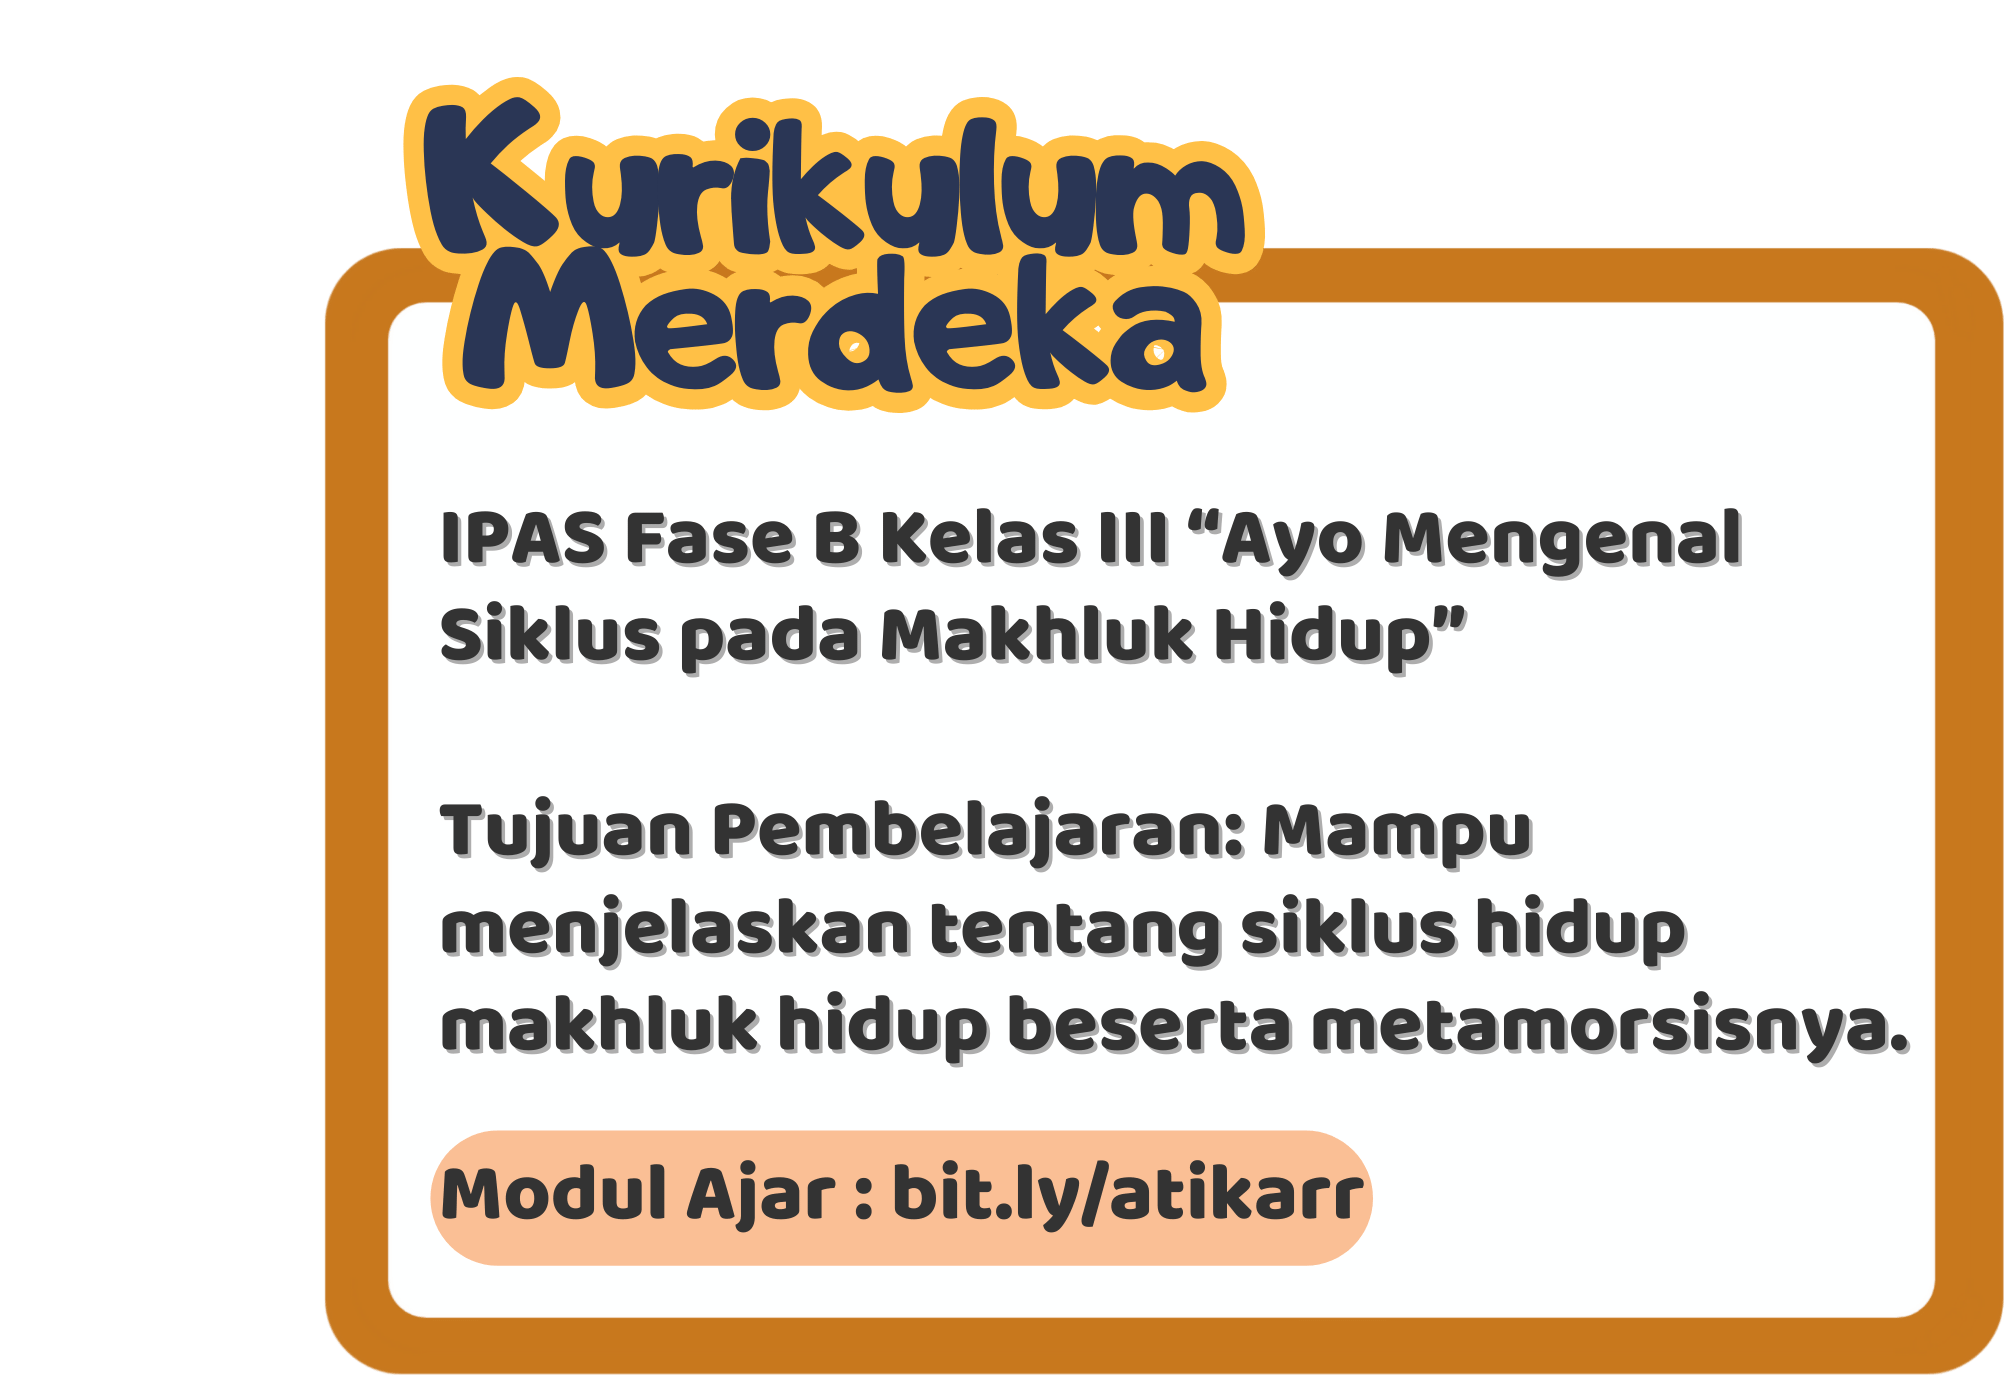 Kurikulum
Merdeka
IPAS Fase B Kelas III “Ayo Mengenal
Siklus pada Makhluk Hidup”
Tujuan Pembelajaran: Mampu
menjelaskan tentang siklus hidup
makhluk hidup beserta metamorsisnya.
Modul Ajar : bit.ly/atikarr